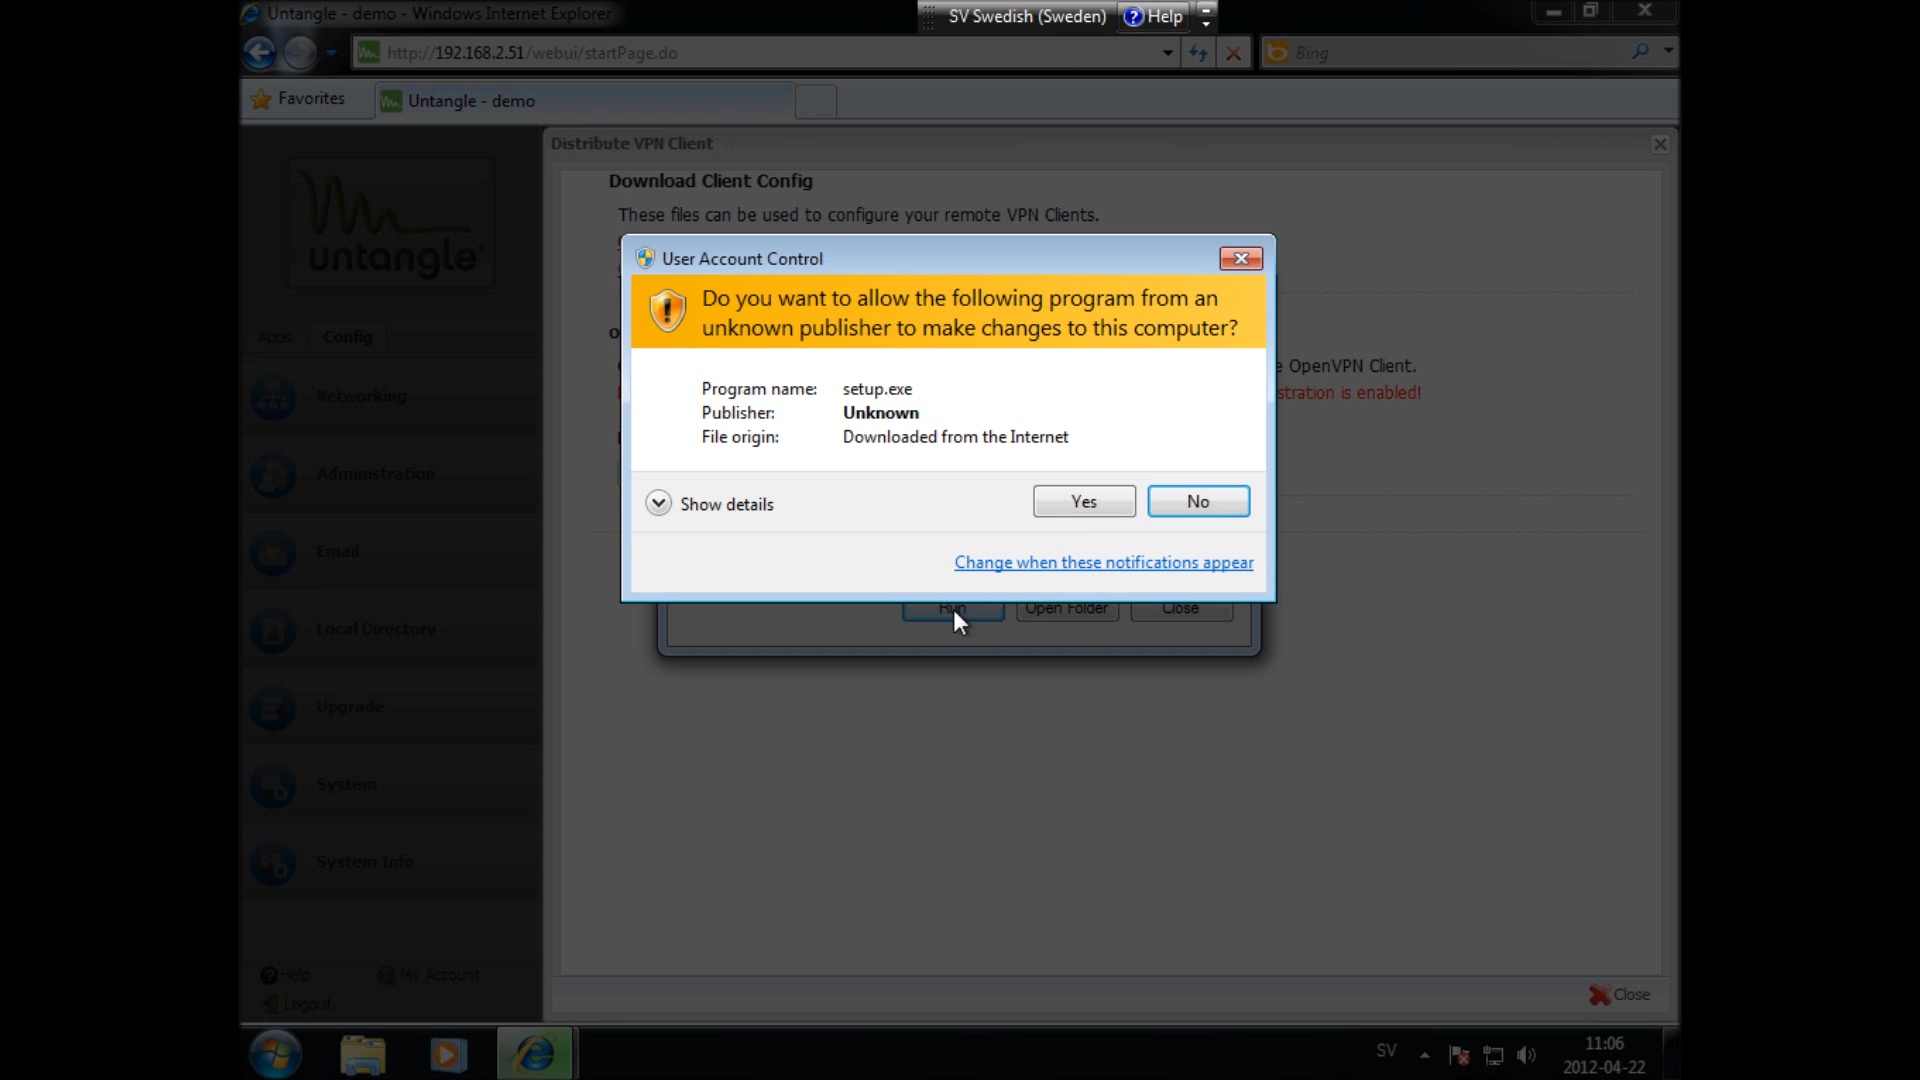 Untangle - demo - Windows Internet Explorer
SV Swedish (Sweden)
Help
http://192.168.2.51/webui/startPage.do
Bing
Favorites
Untangle - demo
Distribute VPN Client
Download Client Config
These files can be used to configure your remote VPN Clients.
untangle
User Account Control
Do you want to allow the following program from an
unknown publisher to make changes to this computer?
Program name: setup.exe
Publisher: Unknown
File origin: Downloaded from the Internet
OpenVPN Client.
is enabled!
Show details
Yes
No
Change when these notifications appear
Run
Open Folder
Close
Apps
Config
Networking
Administration
Email
Local Directory
Upgrade
System
System Info
Help
My Account
Logout
Close
SV
11:06
2012-04-22